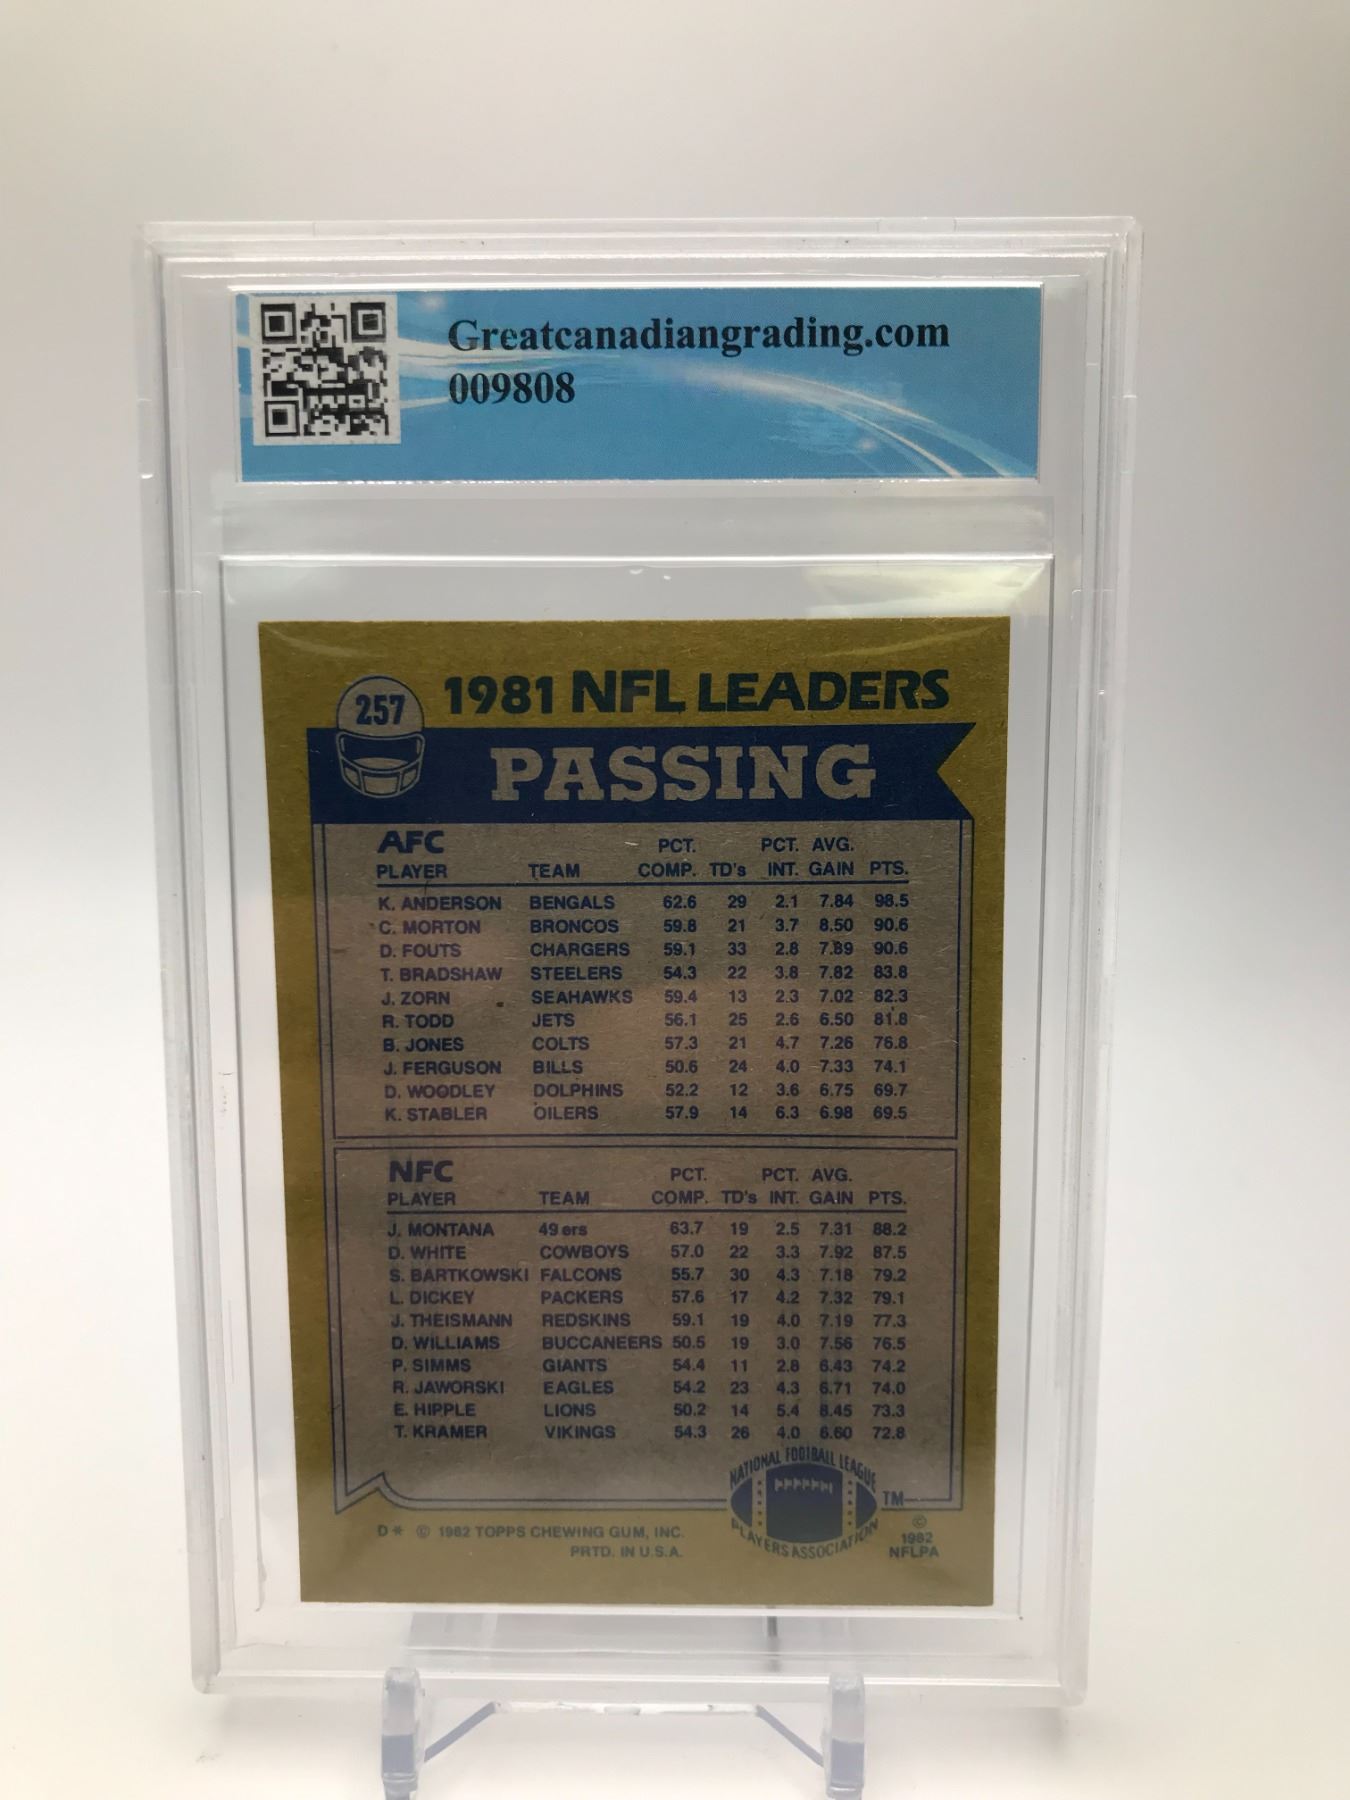 Greatcanadiangrading.com
009808
257
1981 NFL LEADERS
PASSING
AFC PCT. PCT. AVG.
PLAYER TEAM COMP. TD's INT. GAIN PTS.
K. ANDERSON BENGALS 62.6 29 2.1 7.84 98.5
C. MORTON BRONCOS 59.8 21 3.7 8.50 90.6
D. FOUTS CHARGERS 59.1 33 2.8 7.89 90.6
T. BRADSHAW STEELERS 54.3 22 3.8 7.82 83.8
J. ZORN SEAHAWKS 59.4 13 2.3 7.02 82.3
R. TODD JETS 56.1 25 2.6 6.50 81.8
B. JONES COLTS 57.3 21 4.7 7.26 76.8
J. FERGUSON BILLS 50.6 24 4.0 7.33 74.1
D. WOODLEY DOLPHINS 52.2 12 3.6 6.75 69.7
K. STABLER OILERS 57.9 14 6.3 6.98 69.5
NFC PCT. PCT. AVG.
PLAYER TEAM COMP. TD's INT. GAIN PTS.
J. MONTANA 49ers 63.7 19 2.5 7.31 88.2
D. WHITE COWBOYS 57.0 22 3.3 7.92 87.5
S. BARTKOWSKI FALCONS 55.7 30 4.3 7.18 79.2
L. DICKEY PACKERS 57.6 17 4.2 7.32 79.1
J. THEISMANN REDSKINS 59.1 19 4.0 7.19 77.3
D. WILLIAMS BUCCANEERS 50.5 19 3.0 7.56 76.5
P. SIMMS GIANTS 54.4 11 2.8 6.43 74.2
R. JAWORSKI EAGLES 54.2 23 4.3 6.71 74.0
E. HIPPLE LIONS 50.2 14 5.4 8.45 73.3
T. KRAMER VIKINGS 54.3 26 4.0 6.60 72.8
NATIONAL FOOTBALL LEAGUE
PLAYERS ASSOCIATION
TM
D* © 1982 TOPPS CHEWING GUM, INC.
PRTD. IN U.S.A.
©
1982
NFLPA